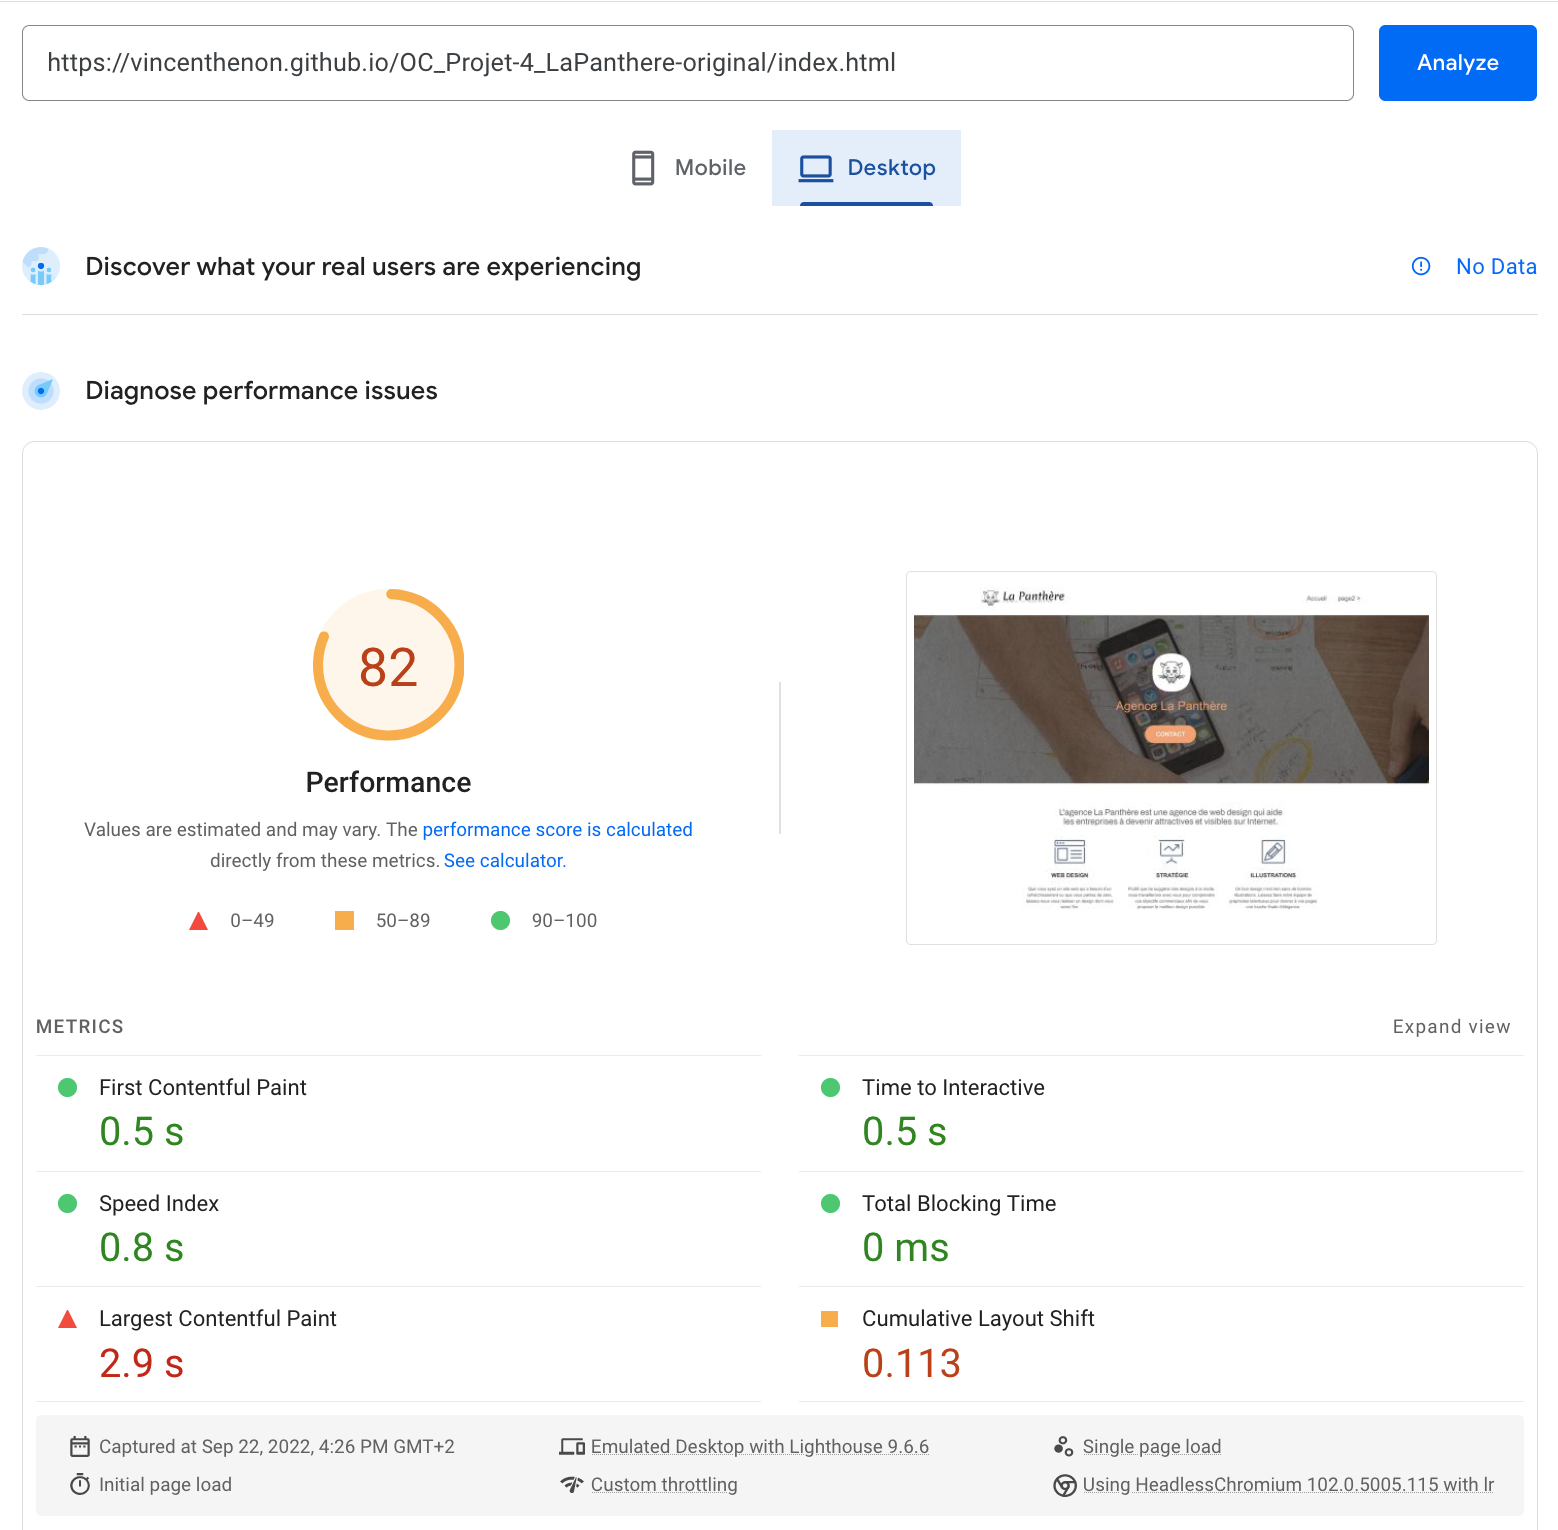 https://vincenthenon.github.io/OC_Projet-4_LaPanthere-original/index.html
Analyze
Mobile
Desktop
Discover what your real users are experiencing
No Data
Diagnose performance issues
82
Performance
Values are estimated and may vary. The performance score is calculated
directly from these metrics. See calculator.
0–49
50–89
90–100
La Panthère
Accueil page2 >
Agence La Panthère
CONTACT
L'agence La Panthère est une agence de web design qui aide
les entreprises à devenir attractives et visibles sur Internet.
WEB DESIGN
STRATÉGIE
ILLUSTRATIONS
METRICS
Expand view
First Contentful Paint
0.5 s
Time to Interactive
0.5 s
Speed Index
0.8 s
Total Blocking Time
0 ms
Largest Contentful Paint
2.9 s
Cumulative Layout Shift
0.113
Captured at Sep 22, 2022, 4:26 PM GMT+2
Emulated Desktop with Lighthouse 9.6.6
Single page load
Initial page load
Custom throttling
Using HeadlessChromium 102.0.5005.115 with lr